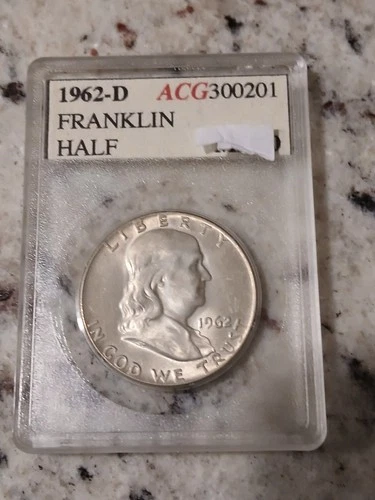 1962-D ACG300201
FRANKLIN
HALF
LIBERTY
1962
IN GOD WE TRUST